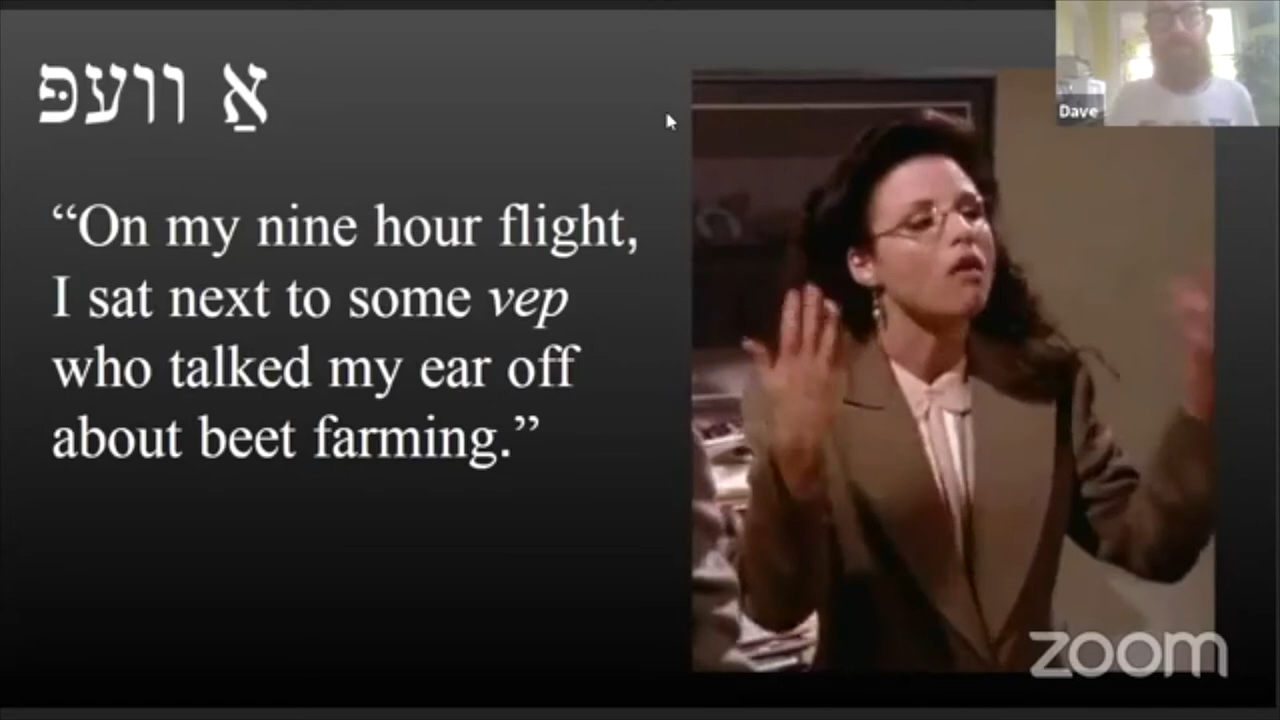 אַ װעפּ
“On my nine hour flight,
I sat next to some vep
who talked my ear off
about beet farming.”
Dave
zoom